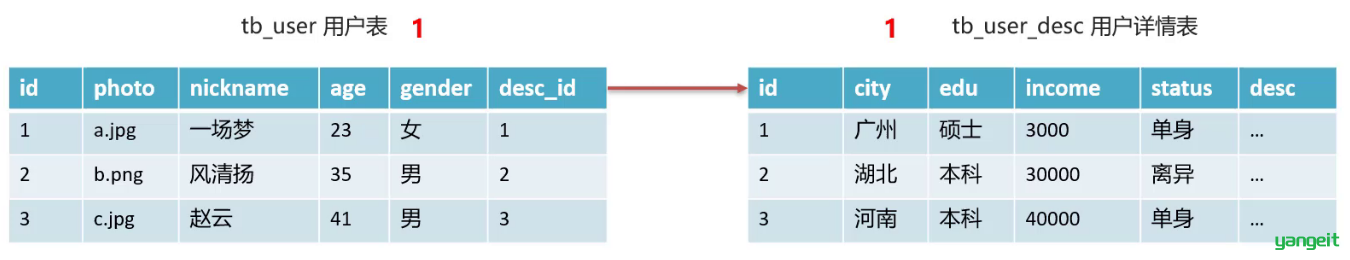 tb_user 用户表 1
1 tb_user_desc 用户详情表
id photo nickname age gender desc_id
1 a.jpg 一场梦 23 女 1
2 b.png 风清扬 35 男 2
3 c.jpg 赵云 41 男 3
id city edu income status desc
1 广州 硕士 3000 单身 ...
2 湖北 本科 30000 离异 ...
3 河南 本科 40000 单身 ...
yangeit